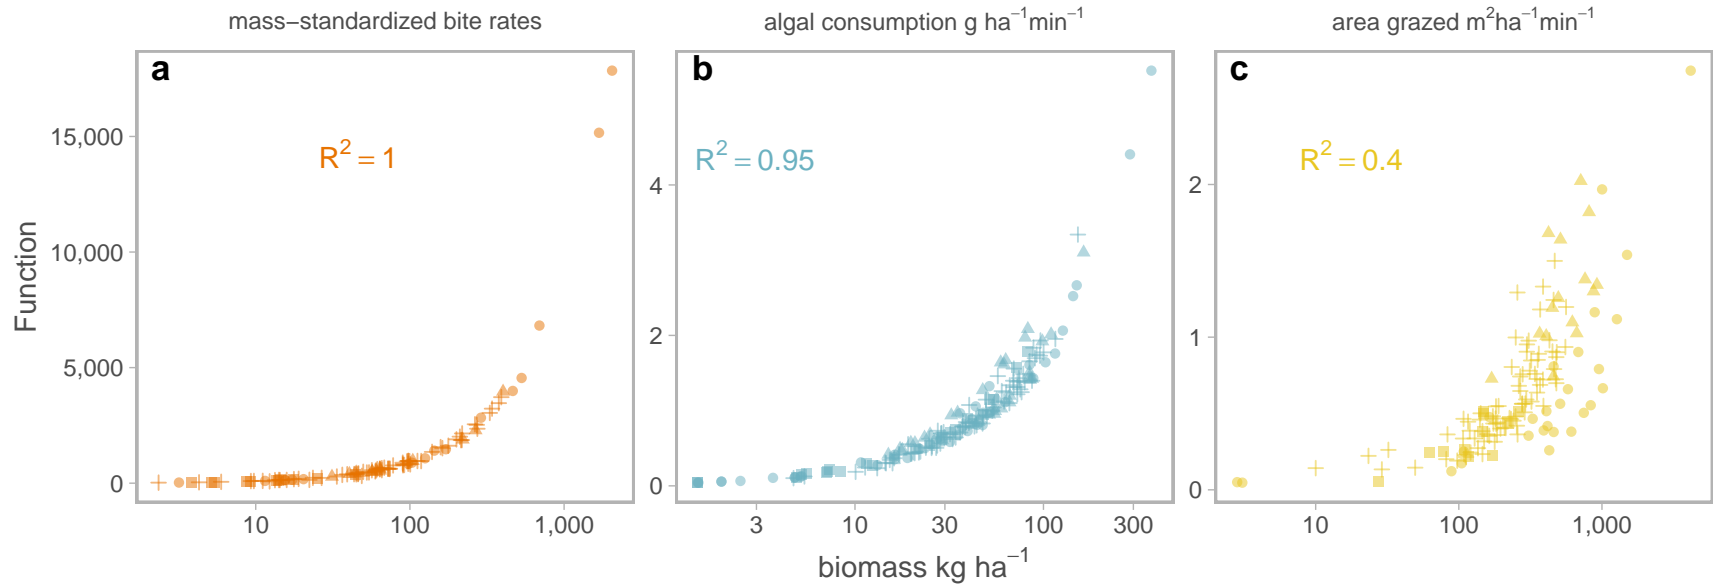 mass−standardized bite rates
algal consumption g ha⁻¹min⁻¹
area grazed m²ha⁻¹min⁻¹
a
b
c
R² = 1
R² = 0.95
R² = 0.4
Function
15,000
10,000
5,000
0
4
2
0
2
1
0
10 100 1,000
3 10 30 100 300
10 100 1,000
biomass kg ha⁻¹